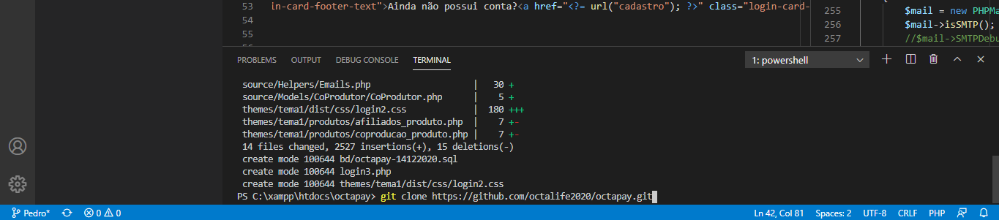 53 in-card-footer-text">Ainda não possui conta?<a href="<?= url("cadastro"); ?>" class="login-card-
54
55
255 $mail = new PHPMa
256 $mail->isSMTP();
257 //$mail->SMTPDebu
PROBLEMS OUTPUT DEBUG CONSOLE TERMINAL 1: powershell
source/Helpers/Emails.php | 30 +
source/Models/CoProdutor/CoProdutor.php | 5 +
themes/tema1/dist/css/login2.css | 180 +++
themes/tema1/produtos/afiliados_produto.php | 7 +-
themes/tema1/produtos/coproducao_produto.php | 7 +-
14 files changed, 2527 insertions(+), 15 deletions(-)
create mode 100644 bd/octapay-14122020.sql
create mode 100644 login3.php
create mode 100644 themes/tema1/dist/css/login2.css
PS C:\xampp\htdocs\octapay> git clone https://github.com/octalife2020/octapay.git
Pedro* 0 0 Ln 42, Col 81 Spaces: 2 UTF-8 CRLF PHP